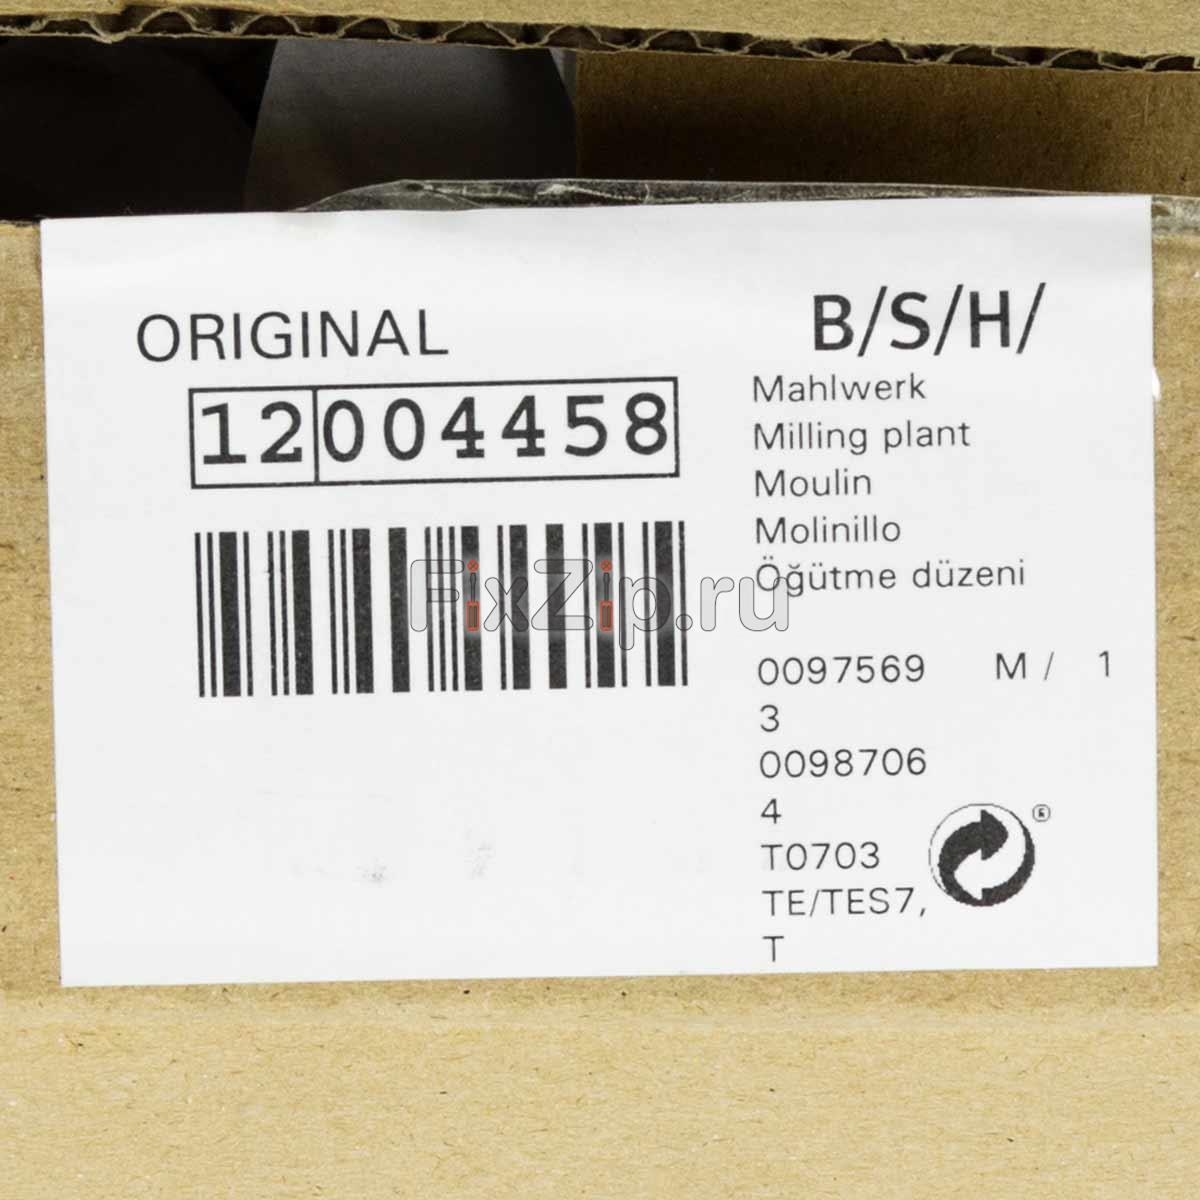 ORIGINAL
B/S/H/
12004458
Mahlwerk
Milling plant
Moulin
Molinillo
Öğütme düzeni
FixZip.ru
0097569 M / 1
3
0098706
4
T0703
TE/TES7,
T